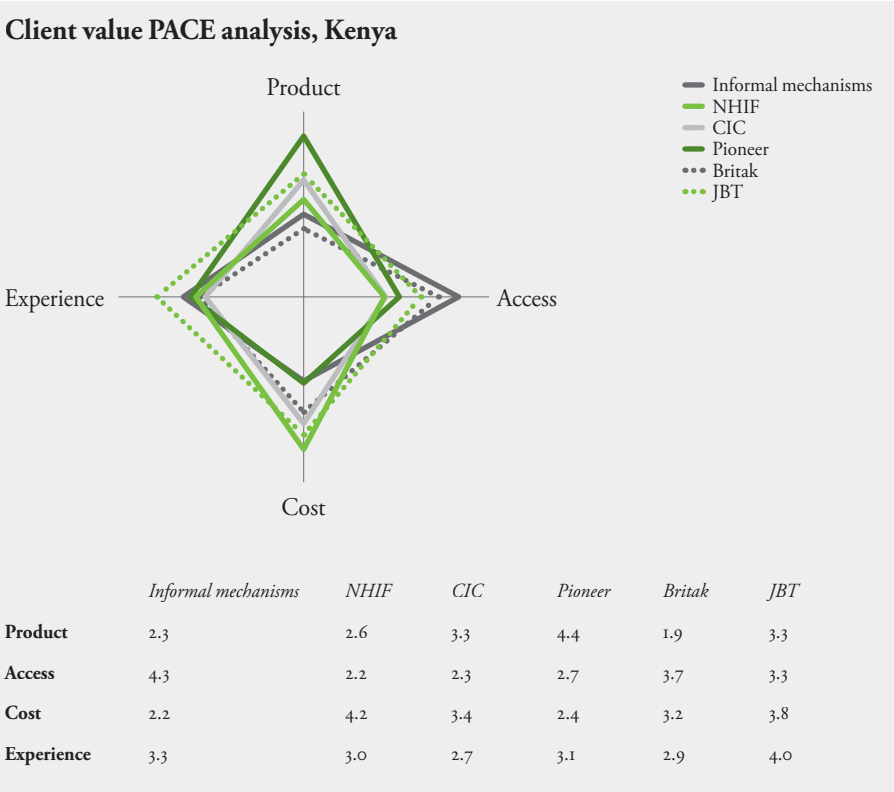 Client value PACE analysis, Kenya
Product
Informal mechanisms
NHIF
CIC
Pioneer
Britak
JBT
Experience
Access
Cost
Informal mechanisms NHIF CIC Pioneer Britak JBT
Product 2.3 2.6 3.3 4.4 1.9 3.3
Access 4.3 2.2 2.3 2.7 3.7 3.3
Cost 2.2 4.2 3.4 2.4 3.2 3.8
Experience 3.3 3.0 2.7 3.1 2.9 4.0